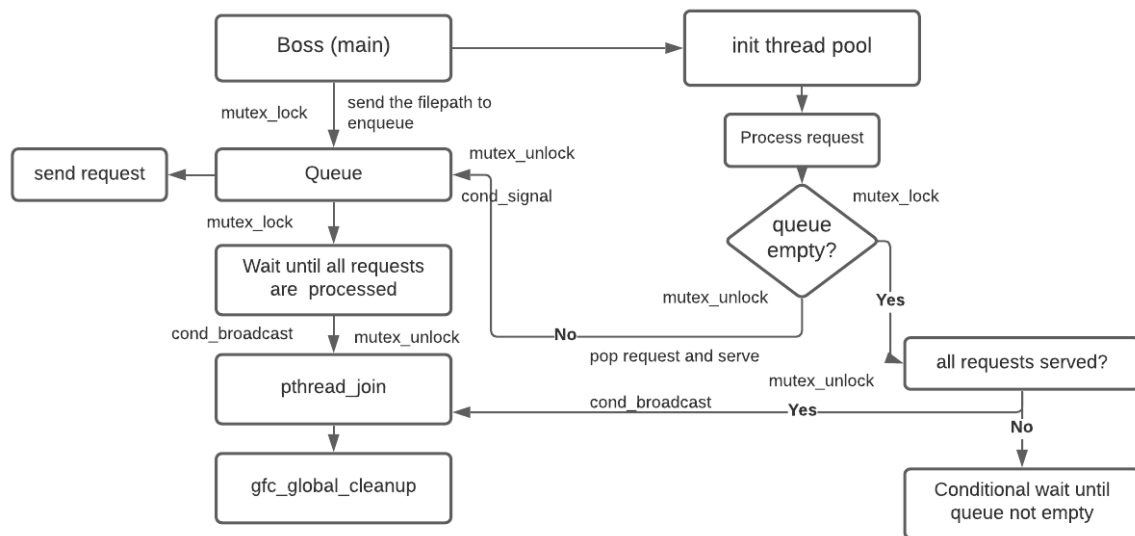 Boss (main)
init thread pool
mutex_lock
send the filepath to
enqueue
Process request
mutex_unlock
send request
Queue
cond_signal
mutex_lock
mutex_lock
queue
empty?
Wait until all requests
are processed
mutex_unlock
Yes
cond_broadcast
mutex_unlock
No
pop request and serve
all requests served?
pthread_join
mutex_unlock
cond_broadcast
Yes
No
gfc_global_cleanup
Conditional wait until
queue not empty